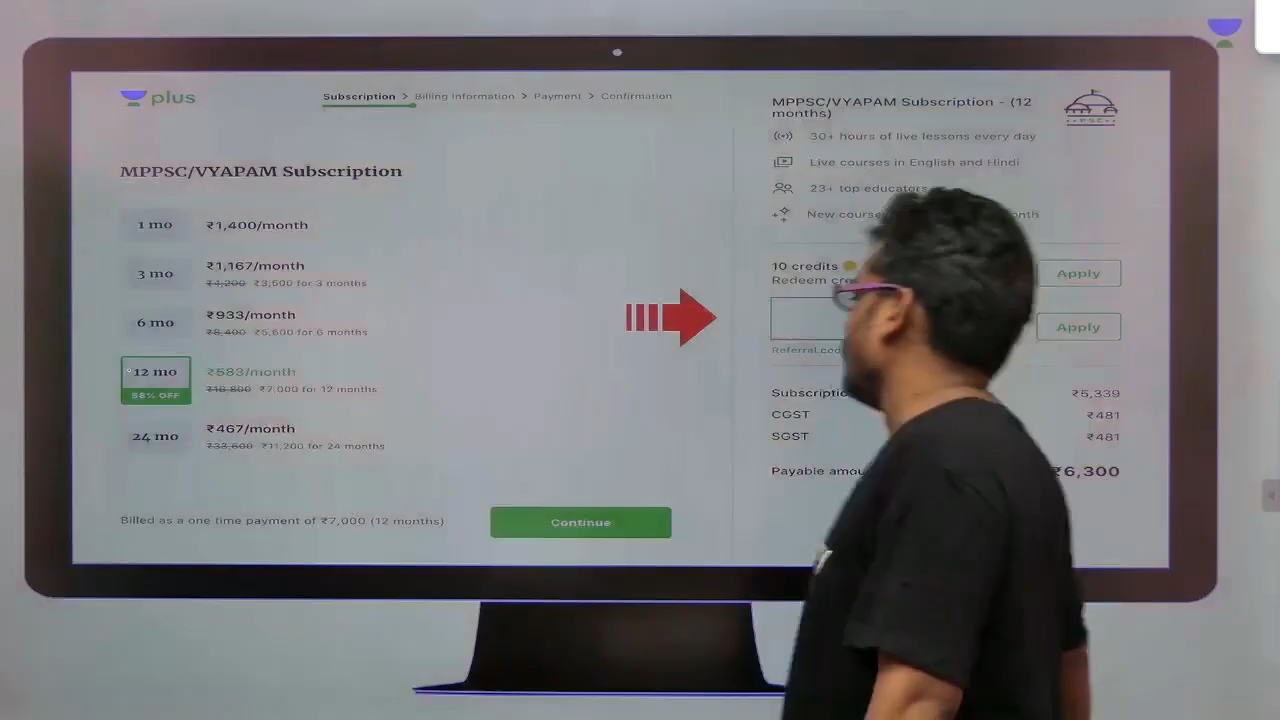 plus
Subscription > Billing Information > Payment > Confirmation
MPPSC/VYAPAM Subscription
1 mo ₹1,400/month
3 mo ₹1,167/month
₹4,200 ₹3,500 for 3 months
6 mo ₹933/month
₹8,400 ₹5,600 for 6 months
12 mo ₹583/month
58% OFF ₹16,800 ₹7,000 for 12 months
24 mo ₹467/month
₹33,600 ₹11,200 for 24 months
Billed as a one time payment of ₹7,000 (12 months)
Continue
MPPSC/VYAPAM Subscription - (12
months)
PSC
30+ hours of live lessons every day
Live courses in English and Hindi
23+ top educators
New course
10 credits
Redeem
Apply
Apply
Referral
₹5,339
CGST ₹481
SGST ₹481
Payable ₹6,300